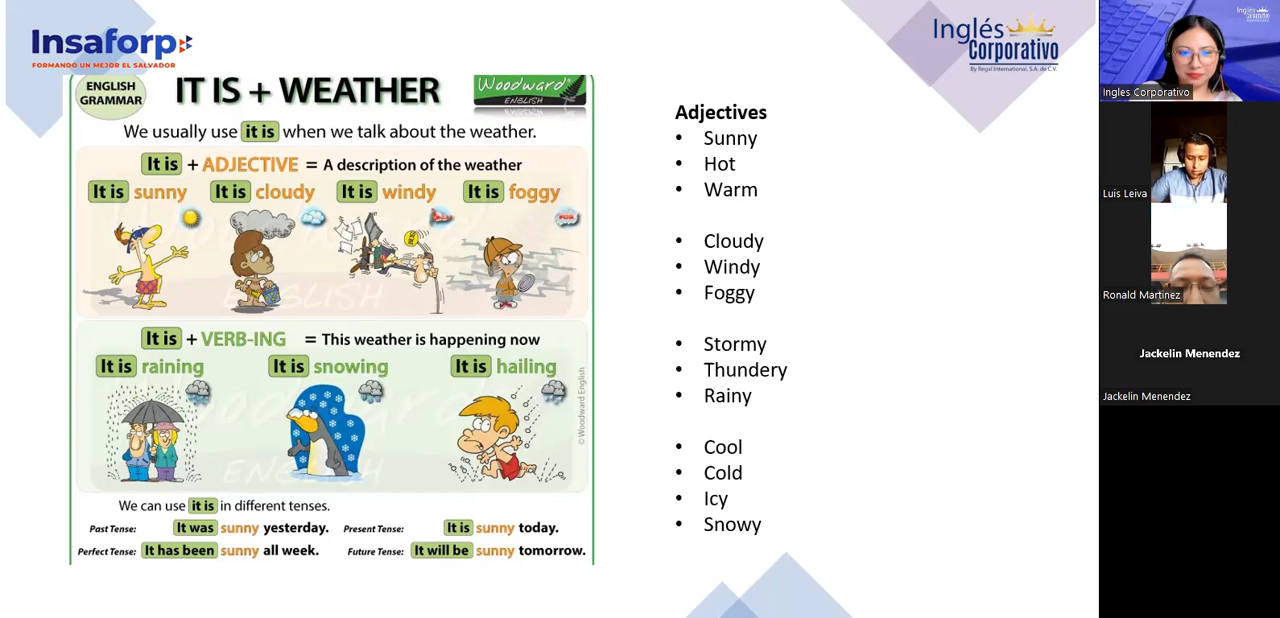 Insaforp
FORMANDO UN MEJOR EL SALVADOR
Inglés
Corporativo
By Regal International, S.A. de C.V.
ENGLISH
GRAMMAR
IT IS + WEATHER
Woodward
ENGLISH
We usually use it is when we talk about the weather.
It is + ADJECTIVE = A description of the weather
It is sunny It is cloudy It is windy It is foggy
FOG
ENGLISH
It is + VERB-ING = This weather is happening now
It is raining It is snowing It is hailing
ENGLISH
© Woodward English
We can use it is in different tenses.
Past Tense: It was sunny yesterday. Present Tense: It is sunny today.
Perfect Tense: It has been sunny all week. Future Tense: It will be sunny tomorrow.
Adjectives
• Sunny
• Hot
• Warm
• Cloudy
• Windy
• Foggy
• Stormy
• Thundery
• Rainy
• Cool
• Cold
• Icy
• Snowy
Ingles Corporativo
Luis Leiva
Ronald Martinez
Jackelin Menendez
Jackelin Menendez